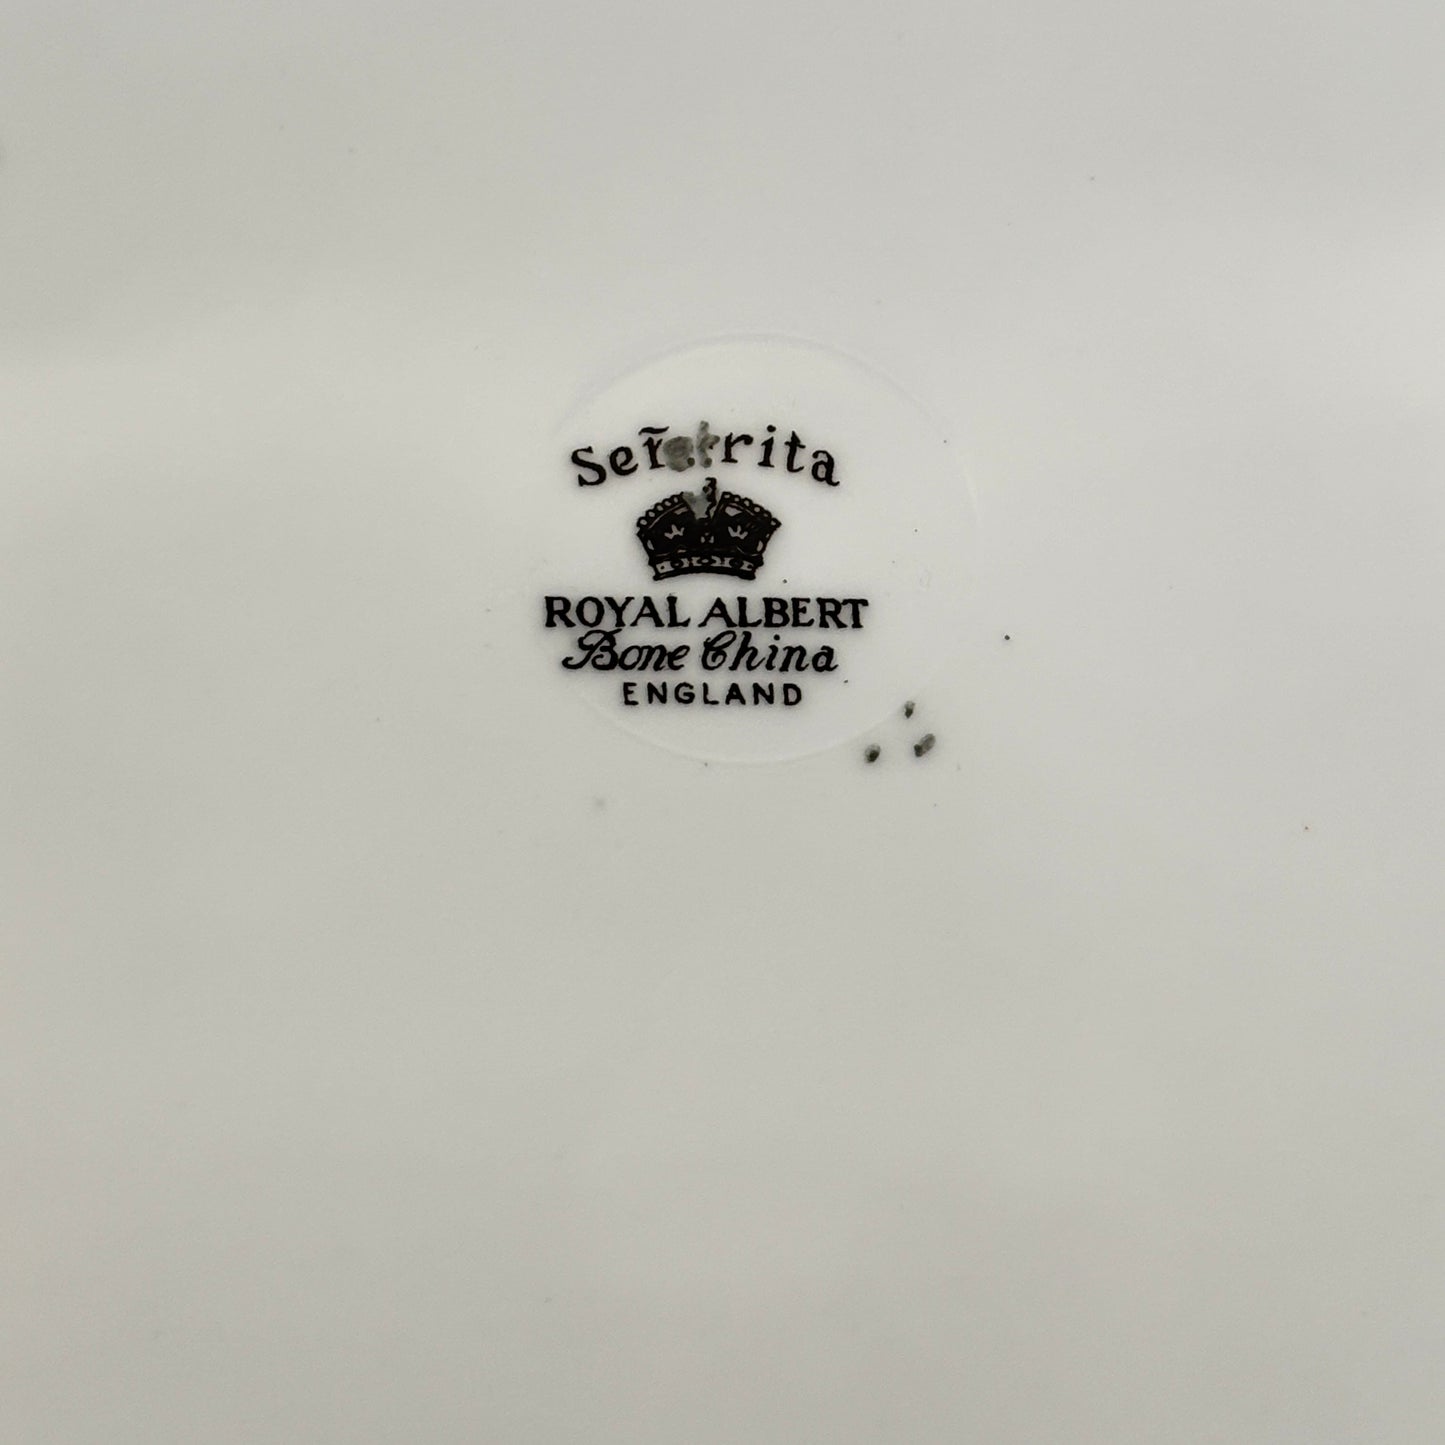 Señorita
ROYAL ALBERT
Bone China
ENGLAND